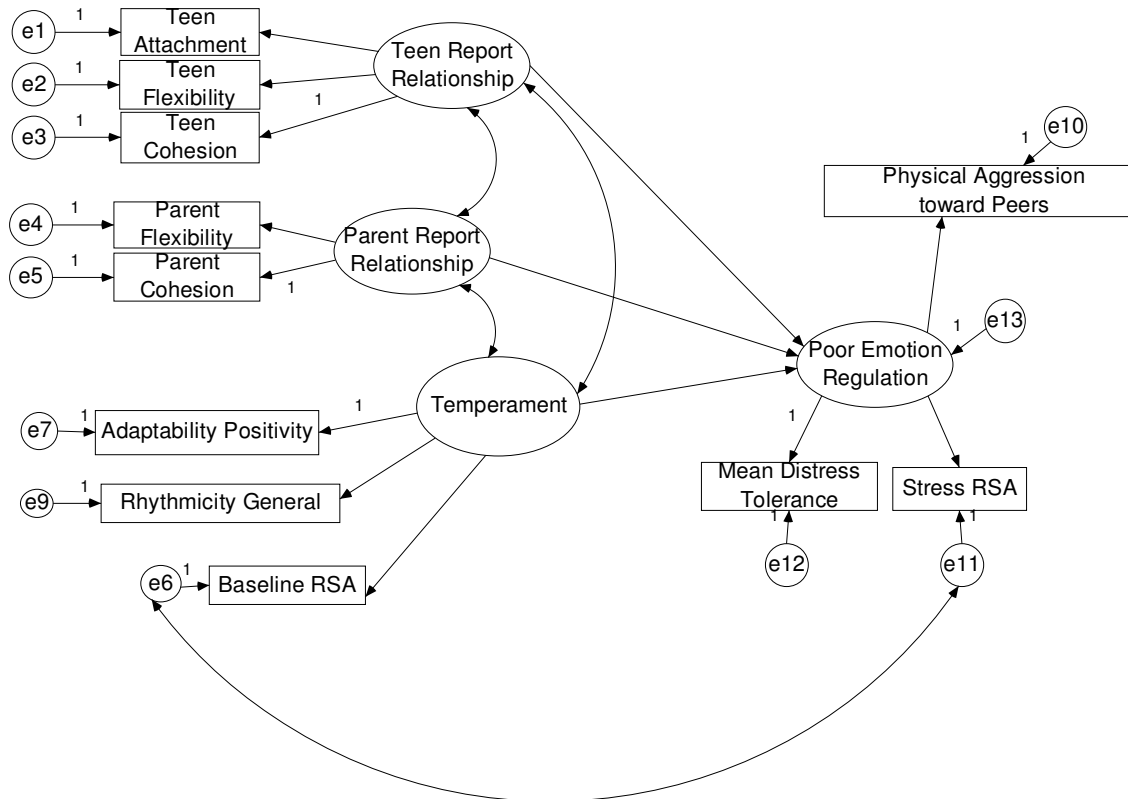 e1
1
Teen
Attachment
e2
1
Teen
Flexibility
e3
1
Teen
Cohesion
1
Teen Report
Relationship
e4
1
Parent
Flexibility
e5
1
Parent
Cohesion
1
Parent Report
Relationship
e7
1
Adaptability Positivity
1
Temperament
e9
1
Rhythmicity General
e6
1
Baseline RSA
e10
1
Physical Aggression
toward Peers
e13
1
Poor Emotion
Regulation
1
Mean Distress
Tolerance
1
e12
Stress RSA
1
e11